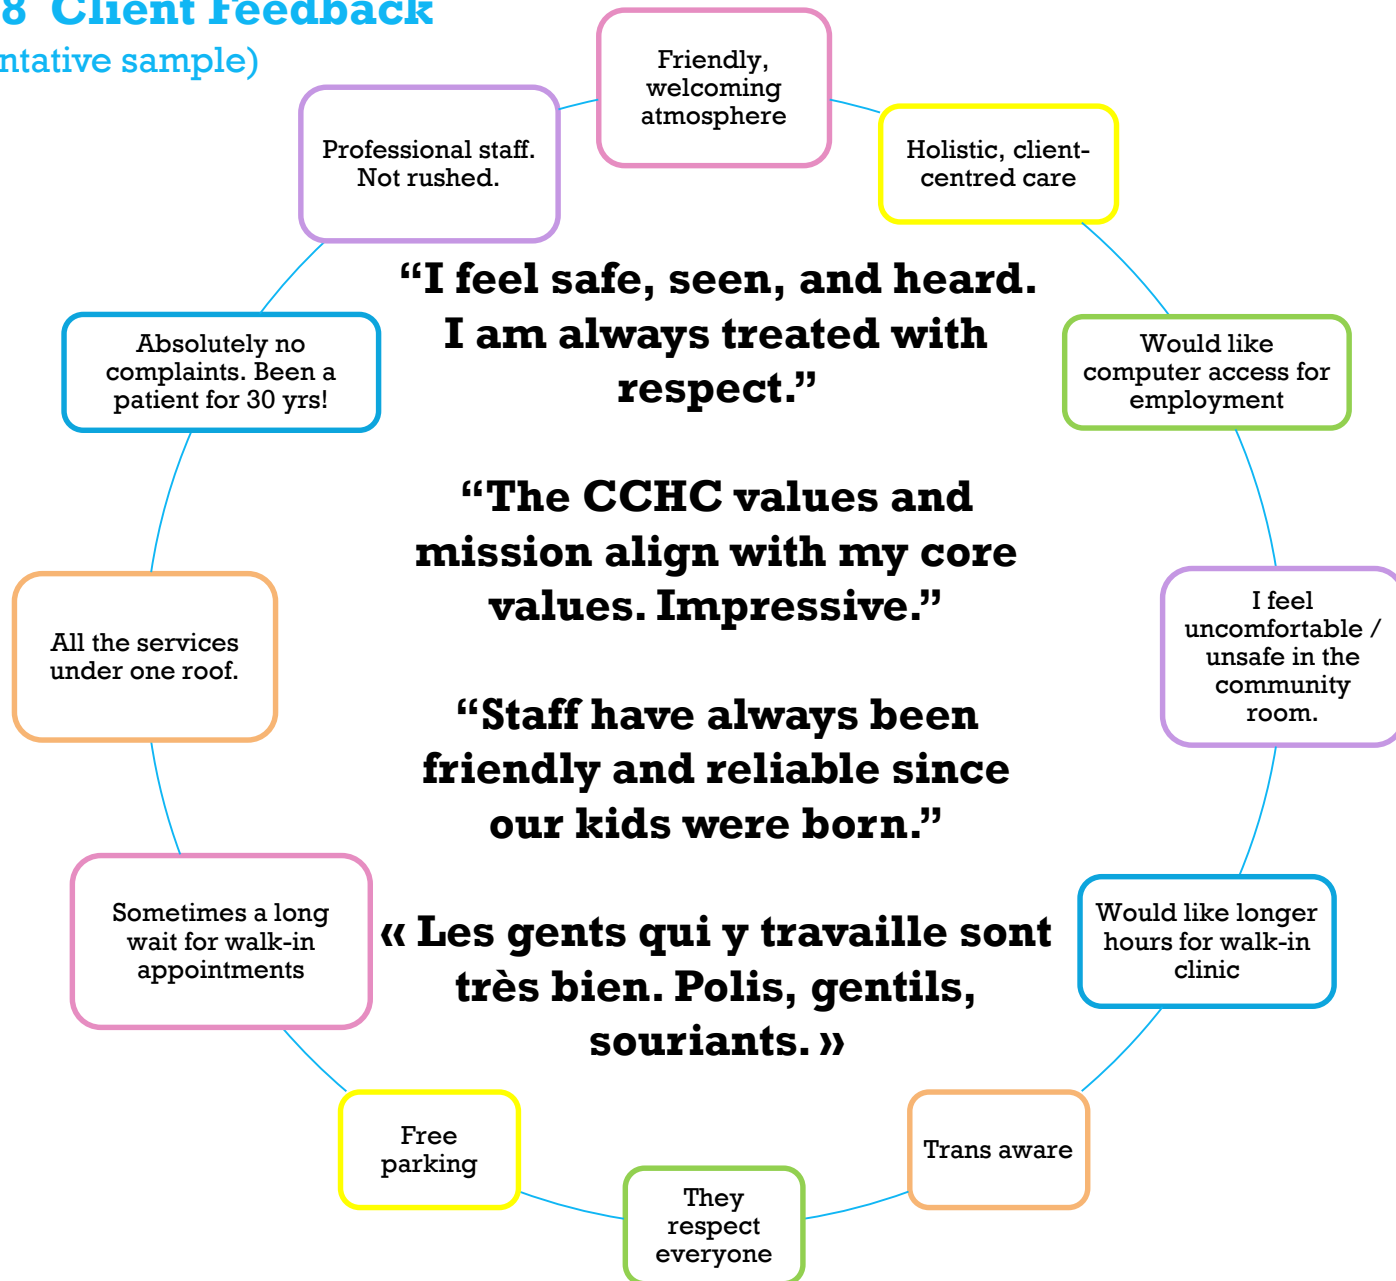 8 Client Feedback
ntative sample)
Friendly,
welcoming
atmosphere
Holistic, client-
centred care
Would like
computer access for
employment
I feel
uncomfortable /
unsafe in the
community
room.
Would like longer
hours for walk-in
clinic
Trans aware
They
respect
everyone
Free
parking
Sometimes a long
wait for walk-in
appointments
All the services
under one roof.
Absolutely no
complaints. Been a
patient for 30 yrs!
Professional staff.
Not rushed.
“I feel safe, seen, and heard.
I am always treated with
respect.”
“The CCHC values and
mission align with my core
values. Impressive.”
“Staff have always been
friendly and reliable since
our kids were born.”
« Les gents qui y travaille sont
très bien. Polis, gentils,
souriants. »